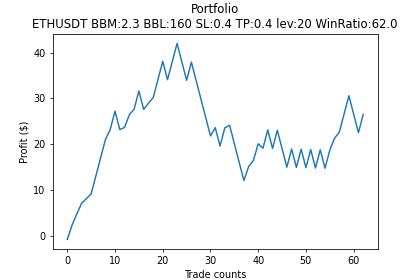 Portfolio
ETHUSDT BBM:2.3 BBL:160 SL:0.4 TP:0.4 lev:20 WinRatio:62.0
40
30
20
10
0
Profit ($)
0 10 20 30 40 50 60
Trade counts